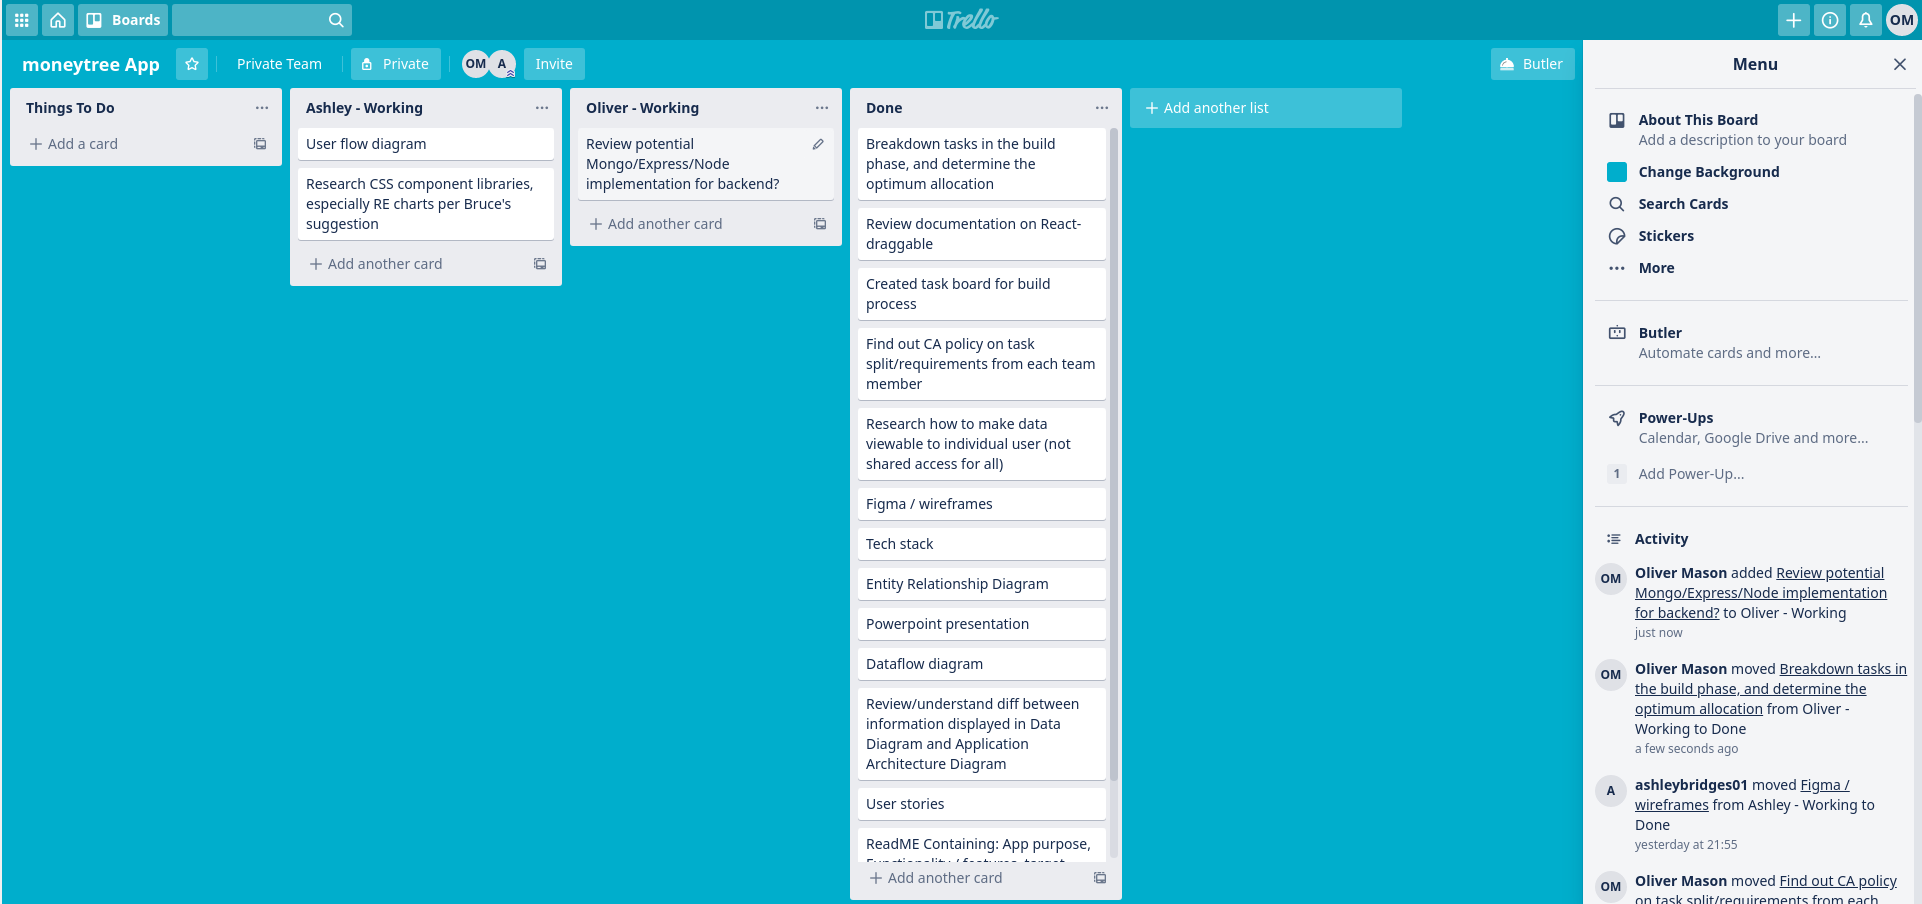 Boards
Trello
OM
moneytree App
Private Team
Private
OM
A
Invite
Butler
Things To Do
Add a card
Ashley - Working
User flow diagram
Research CSS component libraries,
especially RE charts per Bruce's
suggestion
Add another card
Oliver - Working
Review potential
Mongo/Express/Node
implementation for backend?
Add another card
Done
Breakdown tasks in the build
phase, and determine the
optimum allocation
Review documentation on React-
draggable
Created task board for build
process
Find out CA policy on task
split/requirements from each team
member
Research how to make data
viewable to individual user (not
shared access for all)
Figma / wireframes
Tech stack
Entity Relationship Diagram
Powerpoint presentation
Dataflow diagram
Review/understand diff between
information displayed in Data
Diagram and Application
Architecture Diagram
User stories
ReadME Containing: App purpose,
Functionality / features, target
Add another card
Add another list
Menu
About This Board
Add a description to your board
Change Background
Search Cards
Stickers
More
Butler
Automate cards and more...
Power-Ups
Calendar, Google Drive and more...
1
Add Power-Up...
Activity
OM
Oliver Mason added Review potential
Mongo/Express/Node implementation
for backend? to Oliver - Working
just now
OM
Oliver Mason moved Breakdown tasks in
the build phase, and determine the
optimum allocation from Oliver -
Working to Done
a few seconds ago
A
ashleybridges01 moved Figma /
wireframes from Ashley - Working to
Done
yesterday at 21:55
OM
Oliver Mason moved Find out CA policy
on task split/requirements from each